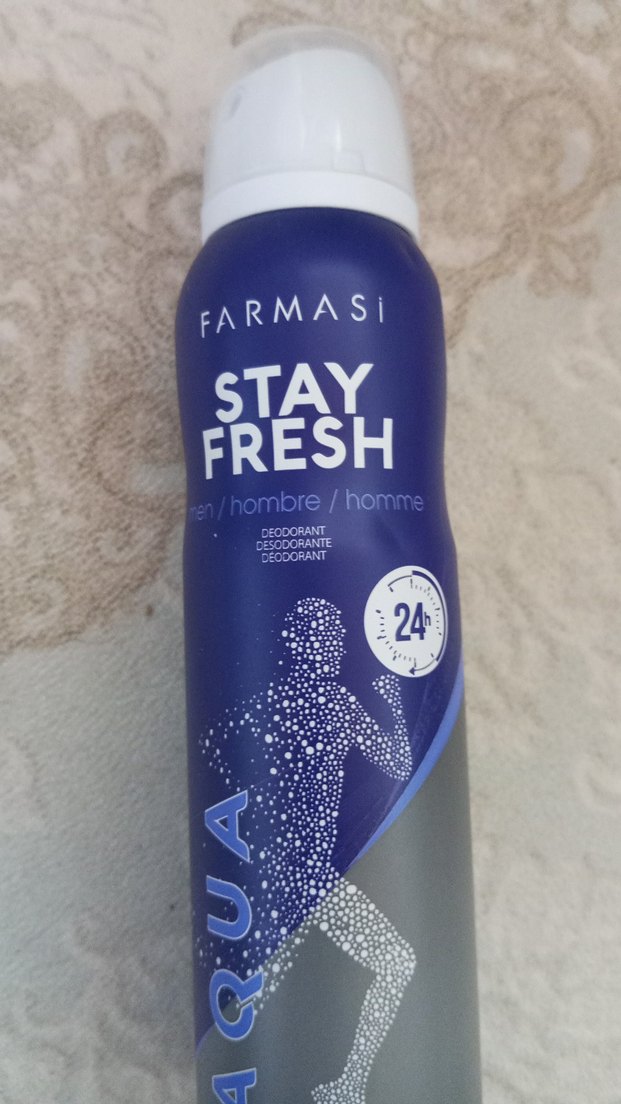 FARMASi
STAY
FRESH
men / hombre / homme
DEODORANT
DESODORANTE
DÉODORANT
24h
AQUA